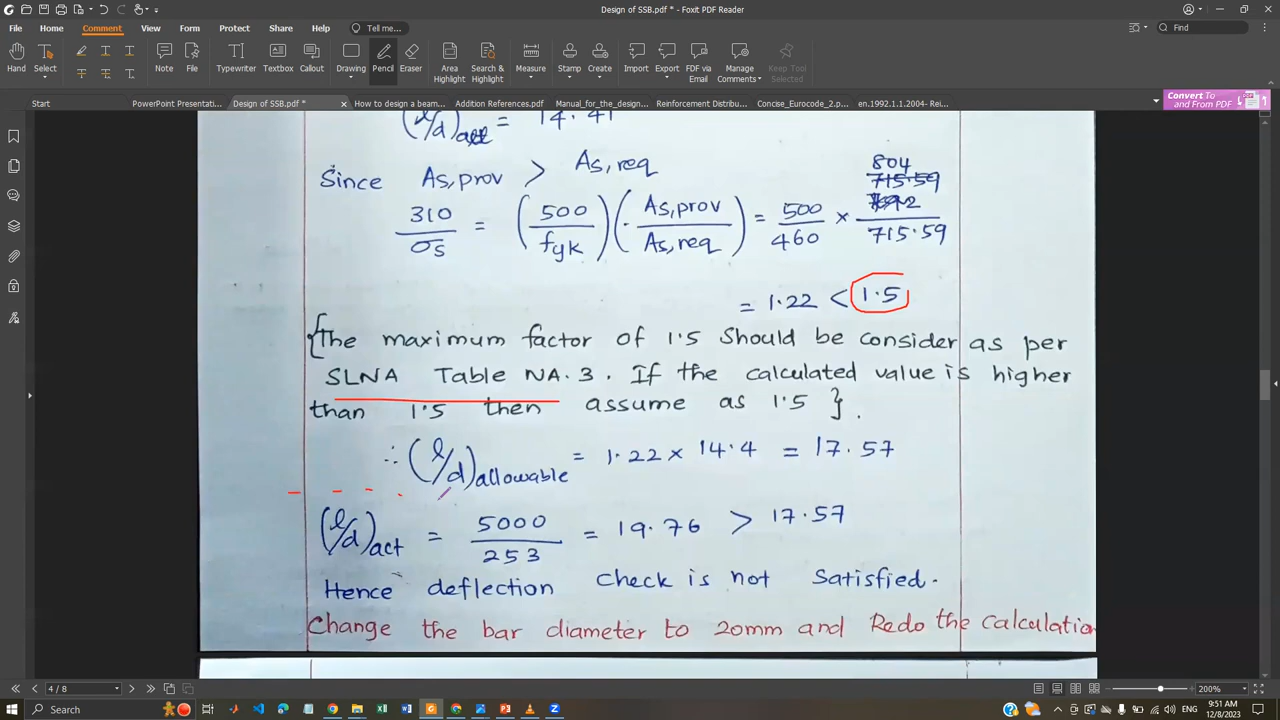 Design of SSB.pdf * - Foxit PDF Reader
File Home Comment View Form Protect Share Help Tell me... Find
Hand Select Note File Typewriter Textbox Callout Drawing Pencil Eraser Area Highlight Search & Highlight Measure Stamp Create Import Export FDF via Email Manage Comments Keep Tool Selected
Start PowerPoint Presentati... Design of SSB.pdf * How to design a beam... Addition References.pdf Manual_for_the_design... Reinforcement Distribu... Concise_Eurocode_2.p... en.1992.1.1.2004- Rei... Convert To and From PDF
(l/d) = 14.41
Since As,prov > As,req
310/σs = (500/fyk)(As,prov/As,req) = 500/460 × 804/715.59
= 1.22 < 1.5
{The maximum factor of 1.5 Should be consider as per
SLNA Table NA.3. If the calculated value is higher
than 1.5 then assume as 1.5 }.
∴ (l/d)allowable = 1.22 × 14.4 = 17.57
(l/d)act = 5000/253 = 19.76 > 17.57
Hence deflection check is not Satisfied.
Change the bar diameter to 20mm and Redo the calculation
4 / 8 200%
Search 9:51 AM
12/8/2023